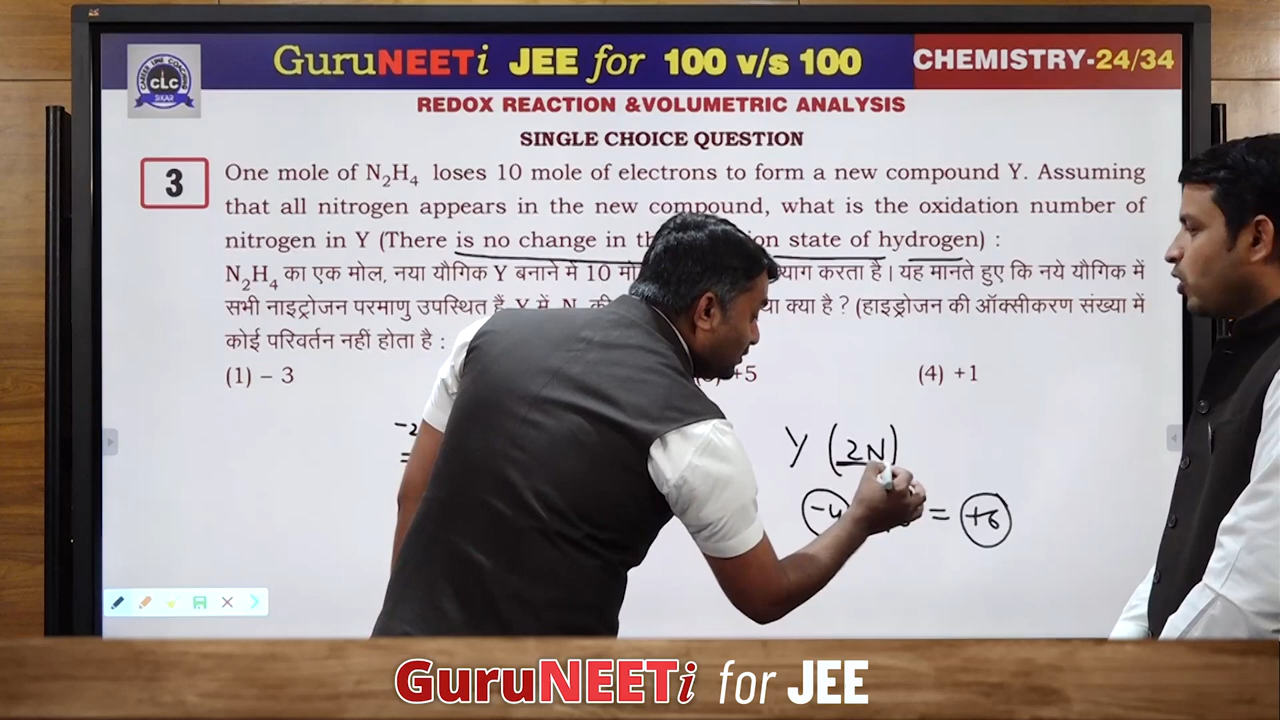 GuruNEETi JEE for 100 v/s 100
CHEMISTRY-24/34
CLC
SIKAR
REDOX REACTION &VOLUMETRIC ANALYSIS
SINGLE CHOICE QUESTION
3
One mole of N₂H₄ loses 10 mole of electrons to form a new compound Y. Assuming
that all nitrogen appears in the new compound, what is the oxidation number of
nitrogen in Y (There is no change in state of hydrogen) :
N₂H₄ का एक मोल, नया यौगिक Y बनाने में 10 करता है। यह मानते हुए कि नये यौगिक में
सभी नाइट्रोजन परमाणु उपस्थित हैं, Y में, क्या है ? (हाइड्रोजन की ऑक्सीकरण संख्या में
कोई परिवर्तन नहीं होता है :
(1) – 3
+5
(4) +1
-2
Y (2N)
-4 = +6
GuruNEETi for JEE